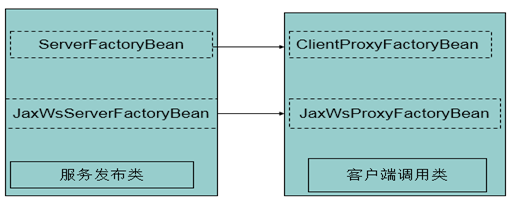 ServerFactoryBean
ClientProxyFactoryBean
JaxWsServerFactoryBean
JaxWsProxyFactoryBean
服务发布类
客户端调用类